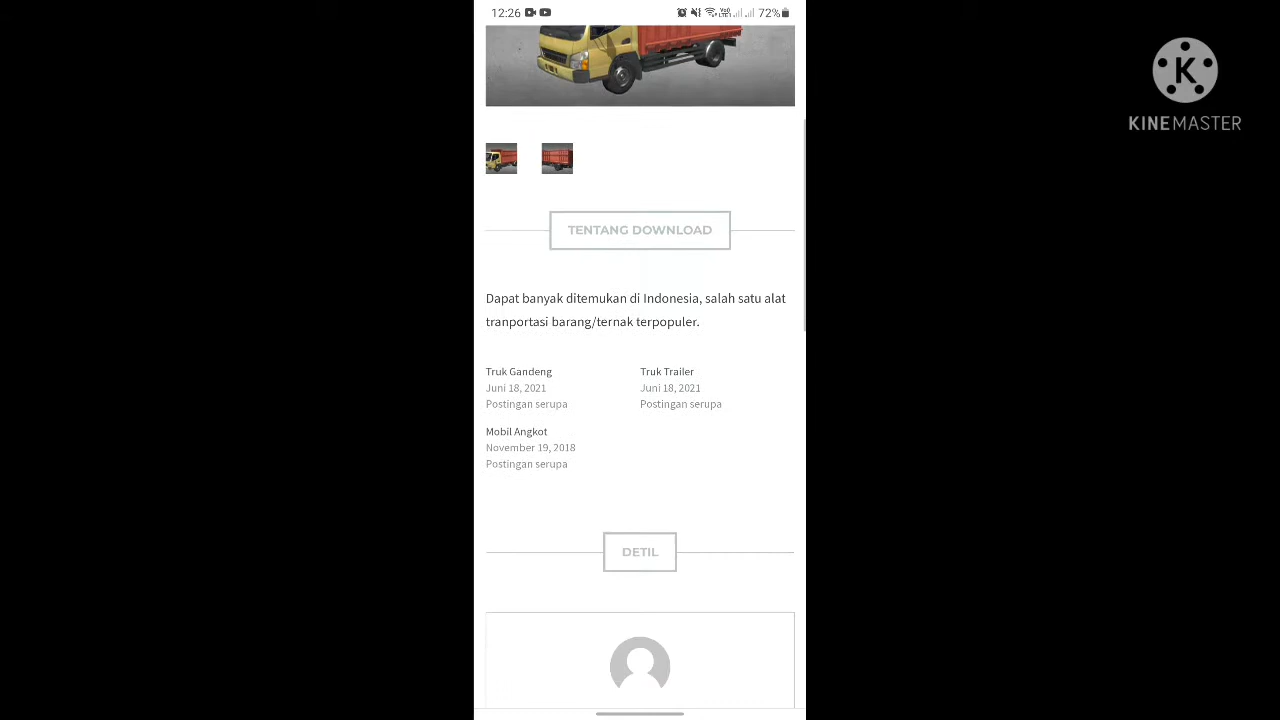 12:26
72%
KINEMASTER
TENTANG DOWNLOAD
Dapat banyak ditemukan di Indonesia, salah satu alat
tranportasi barang/ternak terpopuler.
Truk Gandeng
Juni 18, 2021
Postingan serupa
Truk Trailer
Juni 18, 2021
Postingan serupa
Mobil Angkot
November 19, 2018
Postingan serupa
DETIL